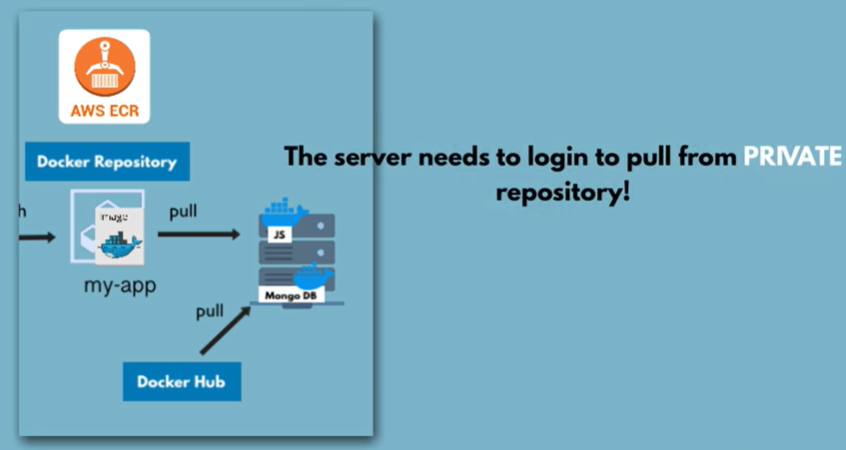 AWS ECR
Docker Repository
The server needs to login to pull from PRIVATE
repository!
h
pull
JS
my-app
Mongo DB
pull
Docker Hub